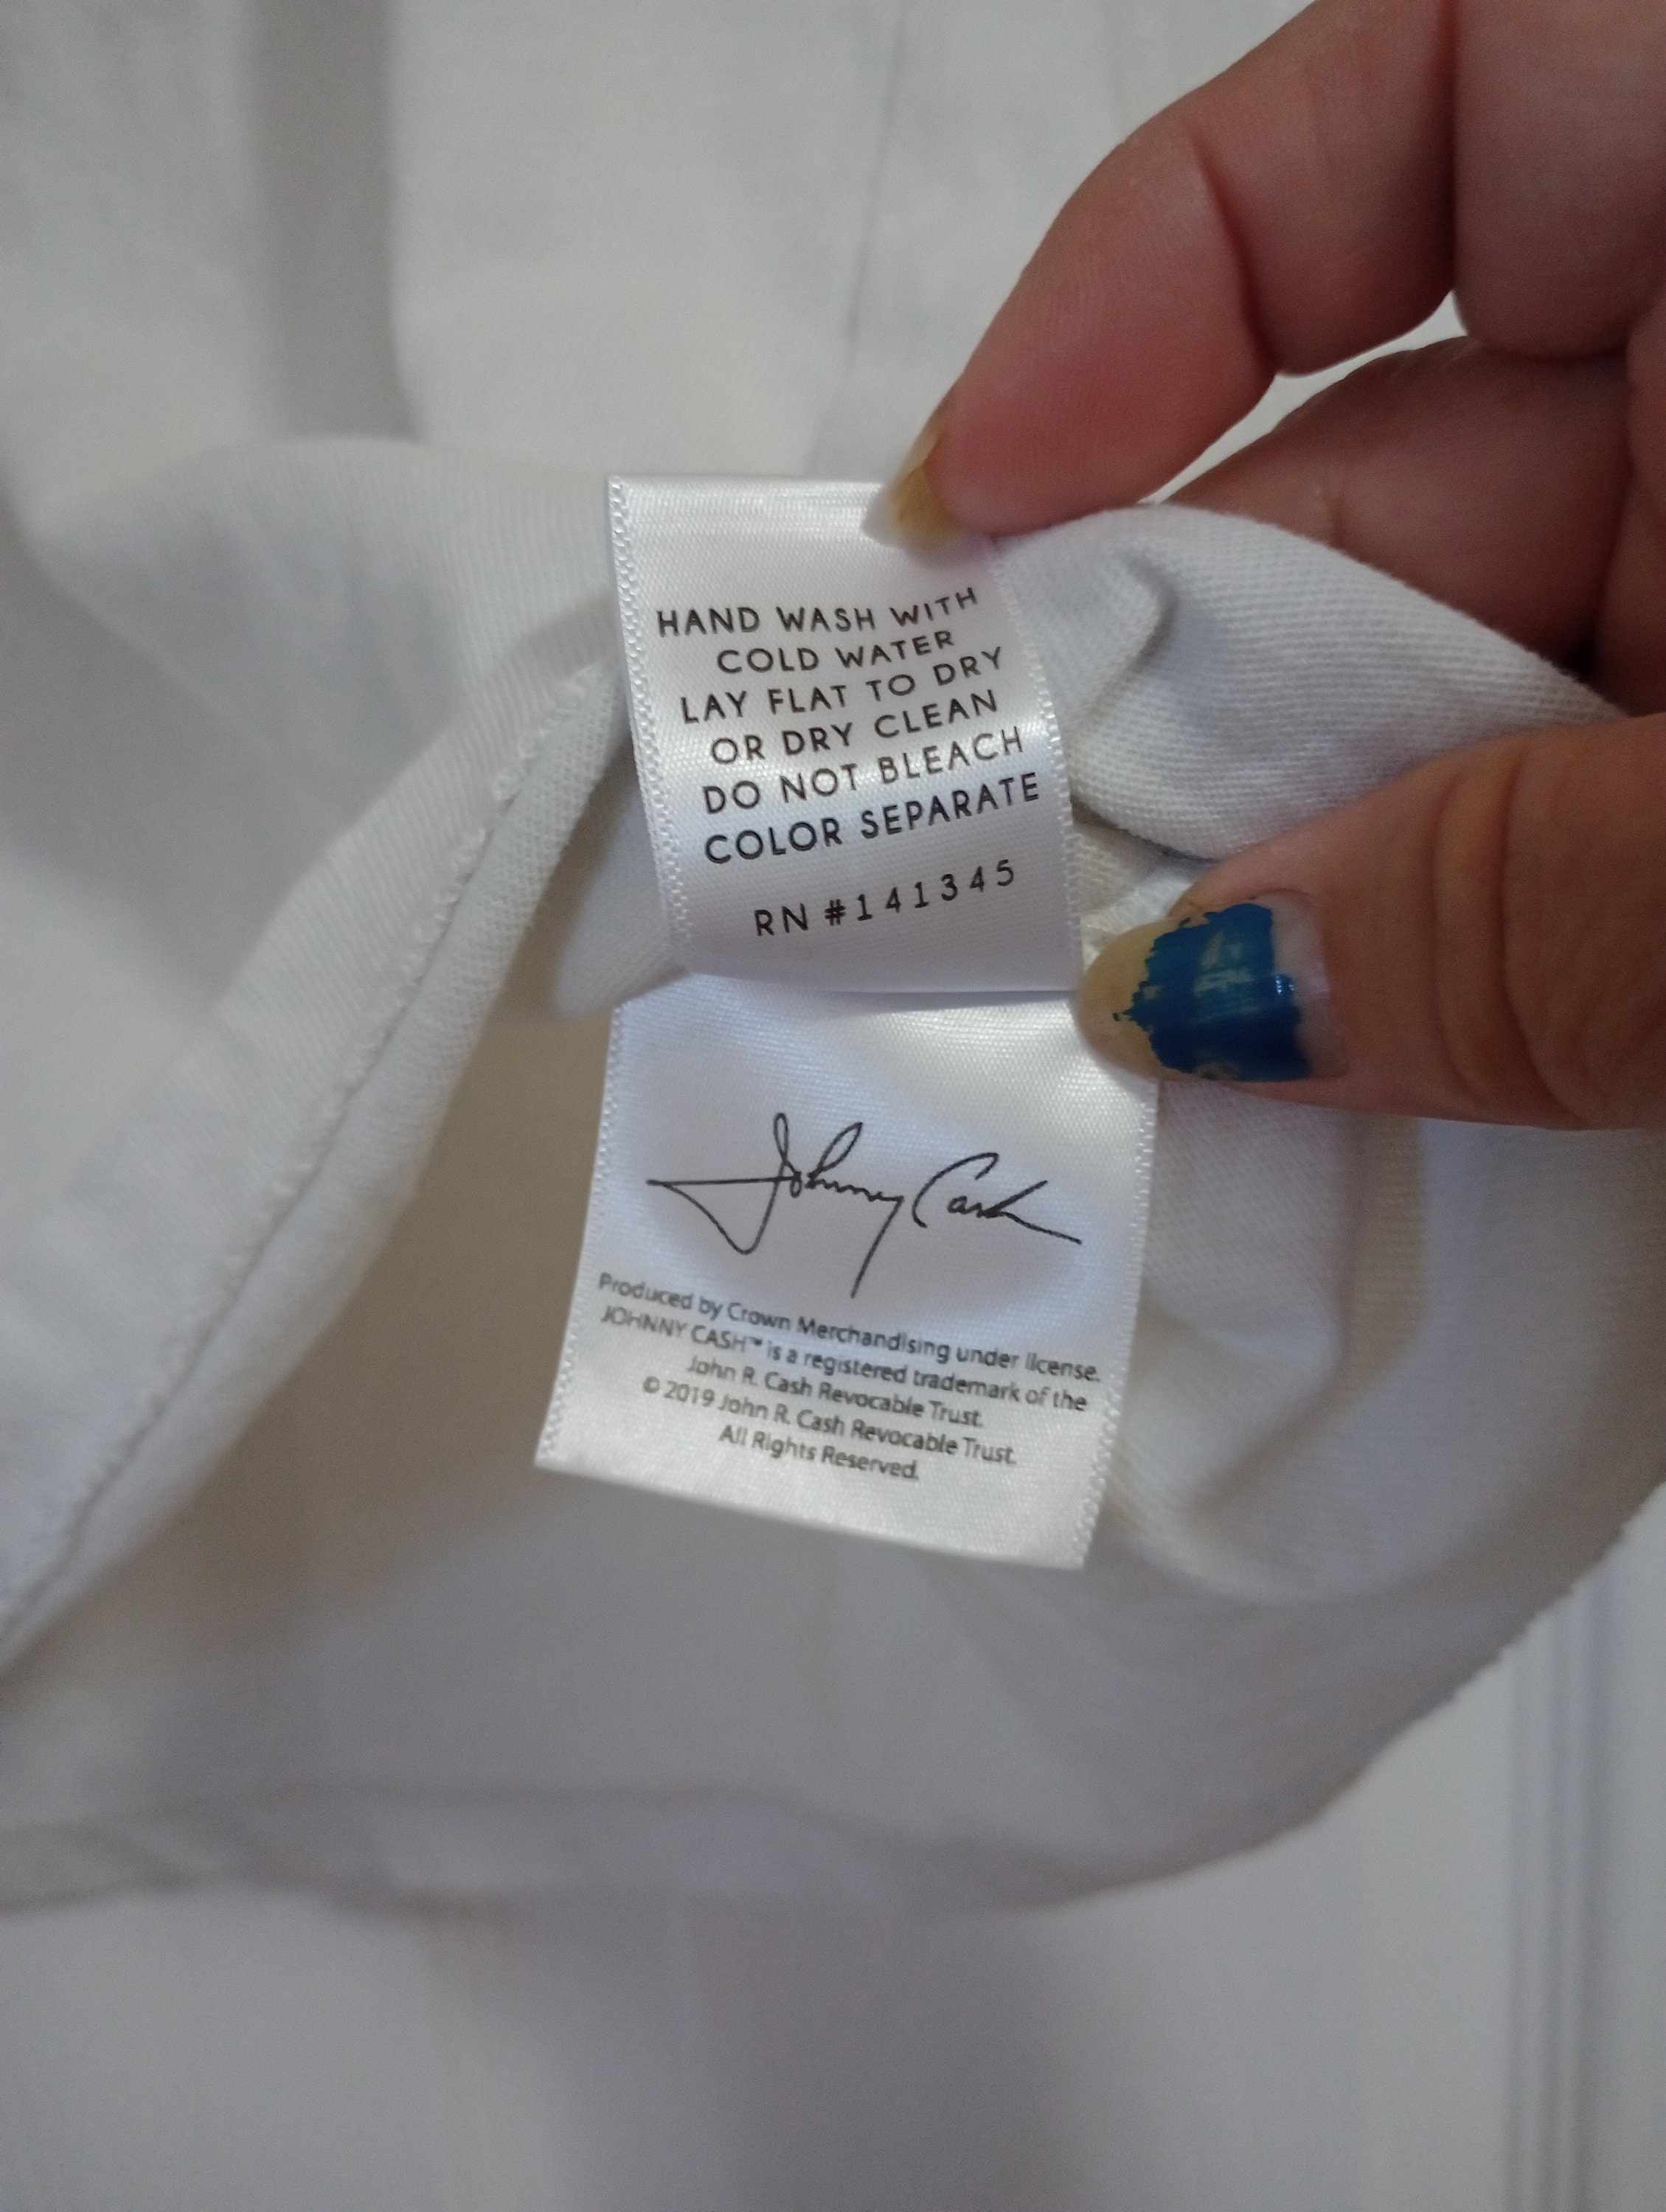 HAND WASH WITH
COLD WATER
LAY FLAT TO DRY
OR DRY CLEAN
DO NOT BLEACH
COLOR SEPARATE
RN #141345
Johnny Cash
Produced by Crown Merchandising under license.
JOHNNY CASH™ is a registered trademark of the
John R. Cash Revocable Trust.
© 2019 John R. Cash Revocable Trust.
All Rights Reserved.